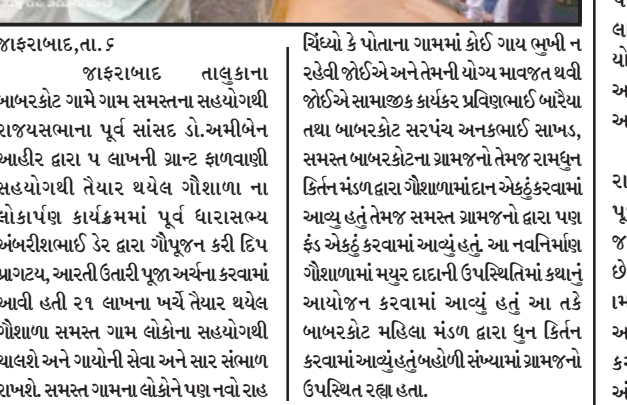 જાફરાબાદ,તા. ૬
જાફરાબાદ તાલુકાના
બાબરકોટ ગામે ગામ સમસ્તના સહયોગથી
રાજયસભાના પૂર્વ સાંસદ ડો.અમીબેન
આહીર દ્વારા ૫ લાખની ગ્રાન્ટ ફાળવાણી
સહયોગથી તૈયાર થયેલ ગૌશાળા ના
લોકાર્પણ કાર્યક્રમમાં પૂર્વ ધારાસભ્ય
અંબરીશભાઈ ડેર દ્વારા ગૌપૂજન કરી દિપ
પ્રાગટય, આરતી ઉતારી પૂજા અર્ચના કરવામાં
આવી હતી ૨૧ લાખના ખર્ચે તૈયાર થયેલ
ગૌશાળા સમસ્ત ગામ લોકોના સહયોગથી
ચાલશે અને ગાયોની સેવા અને સાર સંભાળ
રાખશે. સમસ્ત ગામના લોકોને પણ નવો રાહ
ચિંધ્યો કે પોતાના ગામમાં કોઈ ગાય ભુખી ન
રહેવી જોઈએ અને તેમની યોગ્ય માવજત થવી
જોઈએ સામાજીક કાર્યકર પ્રવિણભાઈ બારૈયા
તથા બાબરકોટ સરપંચ અનકભાઈ સાખડ,
સમસ્ત બાબરકોટના ગ્રામજનો તેમજ રામધુન
કિર્તન મંડળ દ્વારા ગૌશાળામાં દાન એકઠું કરવામાં
આવ્યુ હતું તેમજ સમસ્ત ગ્રામજનો દ્વારા પણ
ફંડ એકઠું કરવામાં આવ્યું હતું. આ નવનિર્માણ
ગૌશાળામાં મયુર દાદાની ઉપસ્થિતિમાં કથાનું
આયોજન કરવામાં આવ્યું હતું આ તકે
બાબરકોટ મહિલા મંડળ દ્વારા ધુન કિર્તન
કરવામાં આવ્યું હતું બહોળી સંખ્યામાં ગ્રામજનો
ઉપસ્થિત રહ્યા હતા.